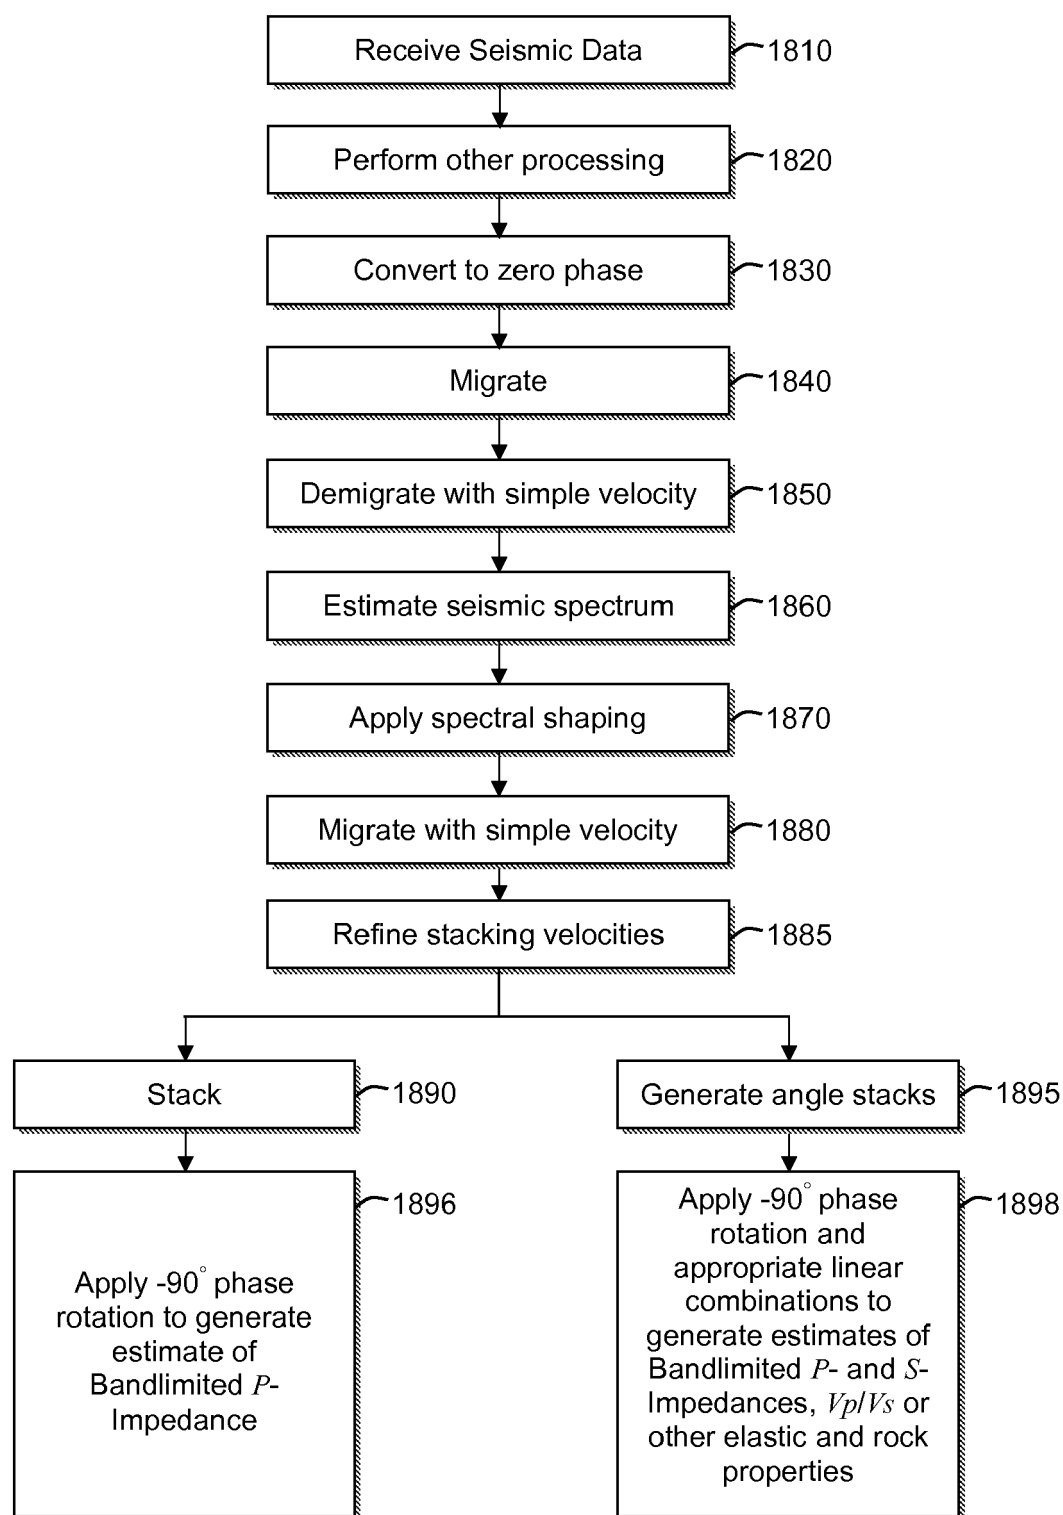 Receive Seismic Data
1810
Perform other processing
1820
Convert to zero phase
1830
Migrate
1840
Demigrate with simple velocity
1850
Estimate seismic spectrum
1860
Apply spectral shaping
1870
Migrate with simple velocity
1880
Refine stacking velocities
1885
Stack
1890
Generate angle stacks
1895
Apply -90° phase
rotation to generate
estimate of
Bandlimited P-
Impedance
1896
Apply -90° phase
rotation and
appropriate linear
combinations to
generate estimates of
Bandlimited P- and S-
Impedances, Vp/Vs or
other elastic and rock
properties
1898